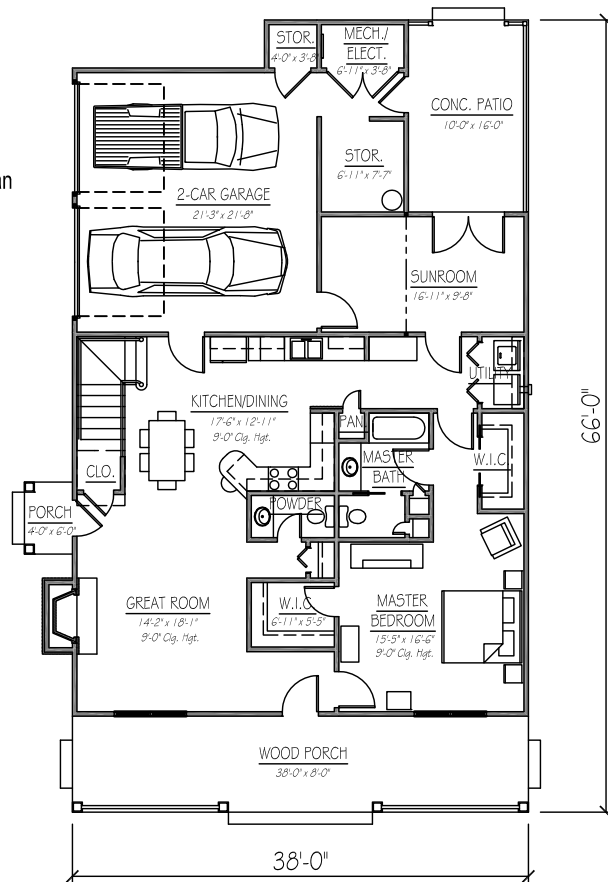 STOR.
4'-0" x 3'-8"
MECH./
ELECT.
6'-11" x 3'-8"
CONC. PATIO
10'-0" x 16'-0"
an
STOR.
6'-11" x 7'-7"
2-CAR GARAGE
21'-3" x 21'-8"
SUNROOM
16'-11" x 9'-8"
UTILITY
KITCHEN/DINING
17'-6" x 12-11"
9'-0" Clg. Hgt.
PAN.
66'-0"
CLO.
MASTER
BATH
W.I.C.
POWDER
PORCH
4'-0" x 6'-0"
GREAT ROOM
14'-2" x 18'-1"
9'-0" Clg. Hgt.
W.I.C
6-11" x 5'-5"
MASTER
BEDROOM
15'-5" x 16'-6"
9'-0" Clg. Hgt.
WOOD PORCH
38'-0" x 8'-0"
38'-0"